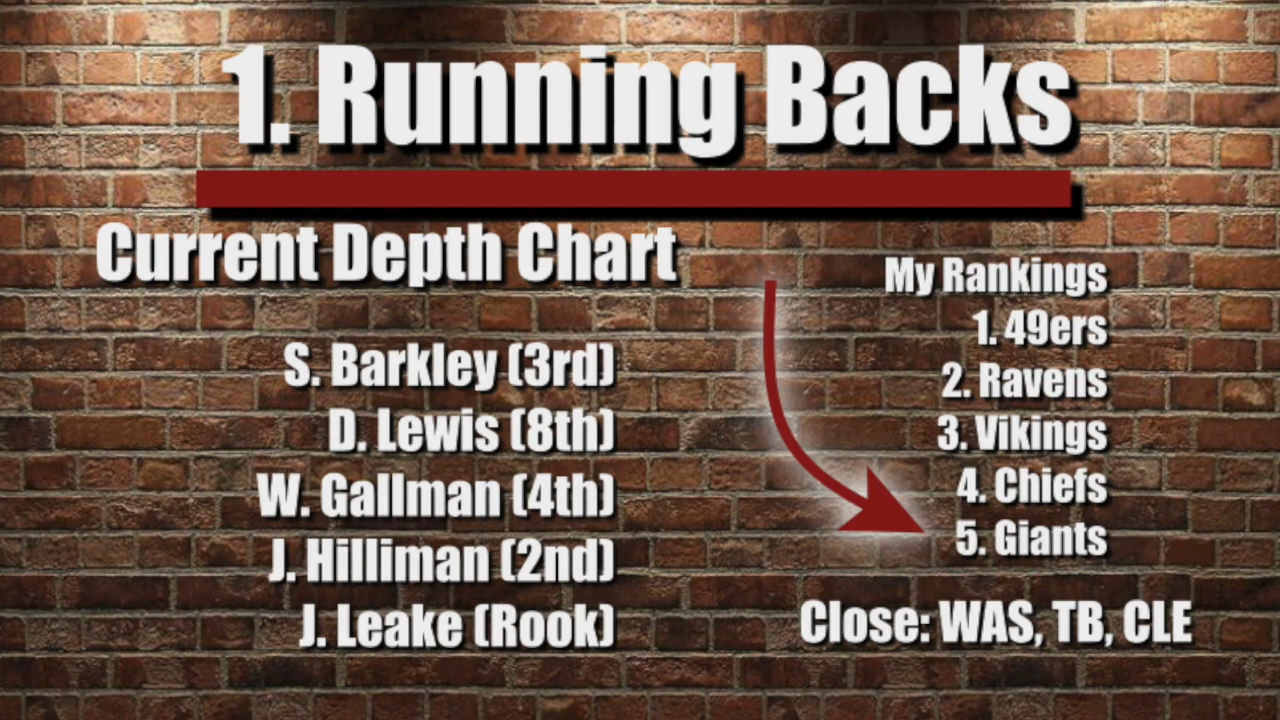 1. Running Backs
Current Depth Chart
S. Barkley (3rd)
D. Lewis (8th)
W. Gallman (4th)
J. Hilliman (2nd)
J. Leake (Rook)
My Rankings
1. 49ers
2. Ravens
3. Vikings
4. Chiefs
5. Giants
Close: WAS, TB, CLE